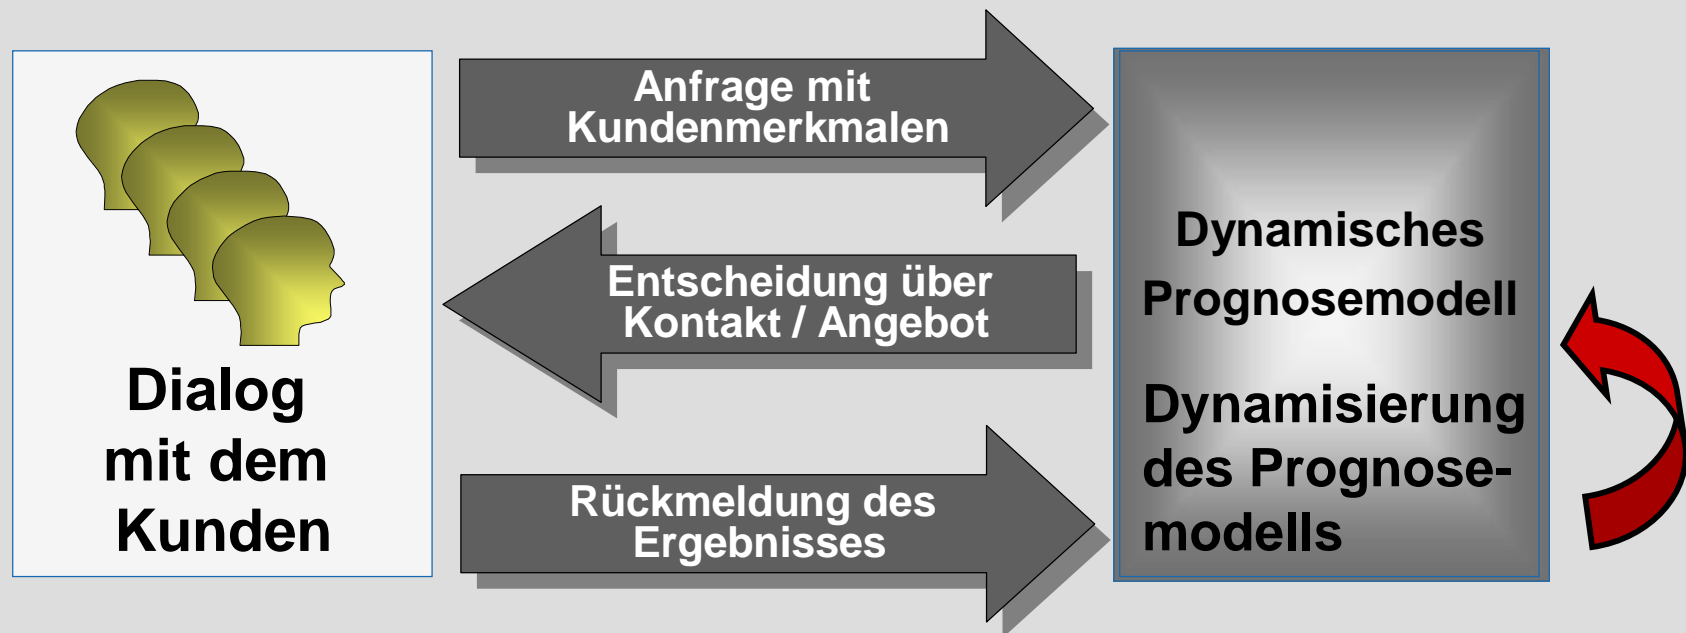 Dialog
mit dem
Kunden
Anfrage mit
Kundenmerkmalen
Entscheidung über
Kontakt / Angebot
Rückmeldung des
Ergebnisses
Dynamisches
Prognosemodell
Dynamisierung
des Prognose-
modells